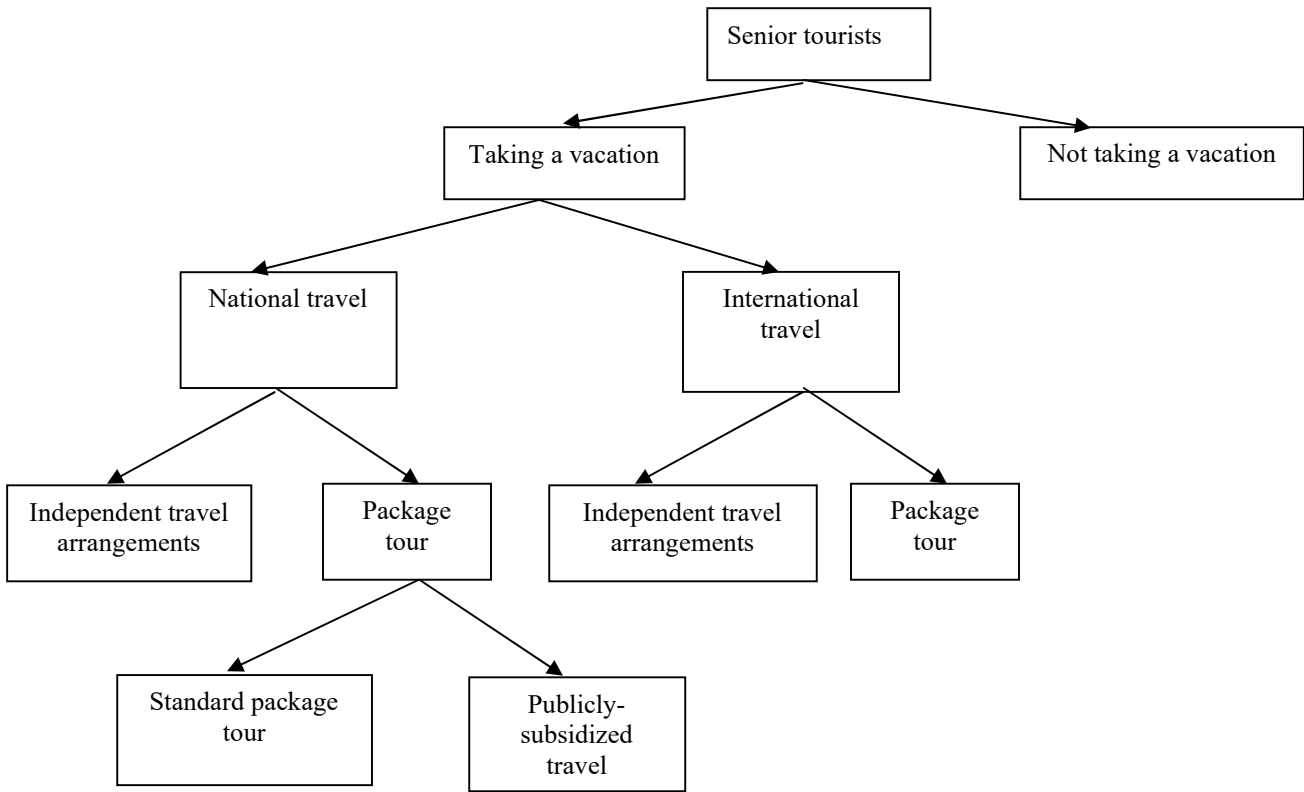 Senior tourists
Taking a vacation
Not taking a vacation
National travel
International
travel
Independent travel
arrangements
Package
tour
Independent travel
arrangements
Package
tour
Standard package
tour
Publicly-
subsidized
travel